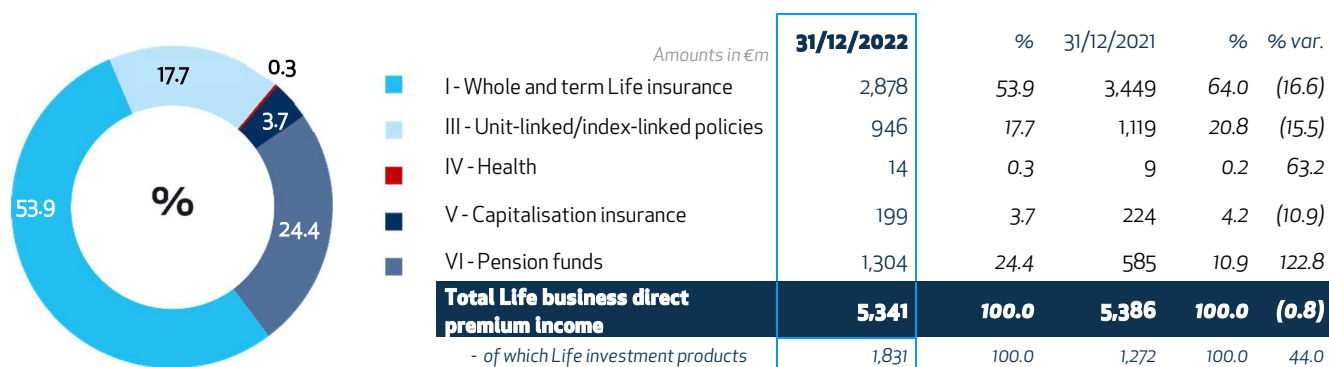 Amounts in €m 31/12/2022 % 31/12/2021 % % var.
I - Whole and term Life insurance 2,878 53.9 3,449 64.0 (16.6)
III - Unit-linked/index-linked policies 946 17.7 1,119 20.8 (15.5)
IV - Health 14 0.3 9 0.2 63.2
V - Capitalisation insurance 199 3.7 224 4.2 (10.9)
VI - Pension funds 1,304 24.4 585 10.9 122.8
Total Life business direct
premium income 5,341 100.0 5,386 100.0 (0.8)
- of which Life investment products 1,831 100.0 1,272 100.0 44.0
17.7
0.3
3.7
53.9
%
24.4